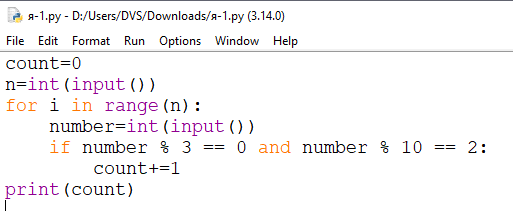 я-1.py - D:/Users/DVS/Downloads/я-1.py (3.14.0)
File Edit Format Run Options Window Help
count=0
n=int(input())
for i in range(n):
    number=int(input())
    if number % 3 == 0 and number % 10 == 2:
        count+=1
print(count)